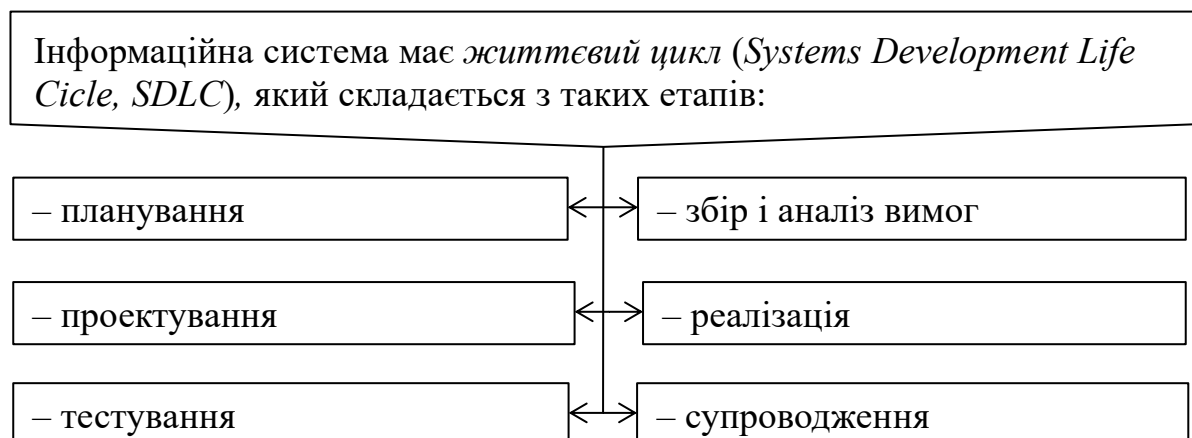 Інформаційна система має життєвий цикл (Systems Development Life
Cicle, SDLC), який складається з таких етапів:
– планування
– збір і аналіз вимог
– проектування
– реалізація
– тестування
– супроводження